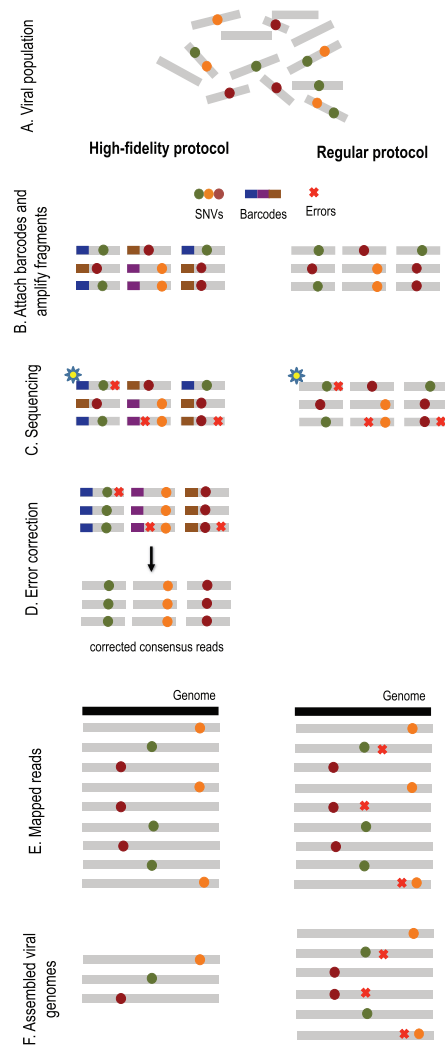 A. Viral population
High-fidelity protocol
Regular protocol
SNVs
Barcodes
Errors
B. Attach barcodes and
amplify fragments
C. Sequencing
D. Error correction
corrected consensus reads
Genome
Genome
E. Mapped reads
F. Assembled viral
genomes